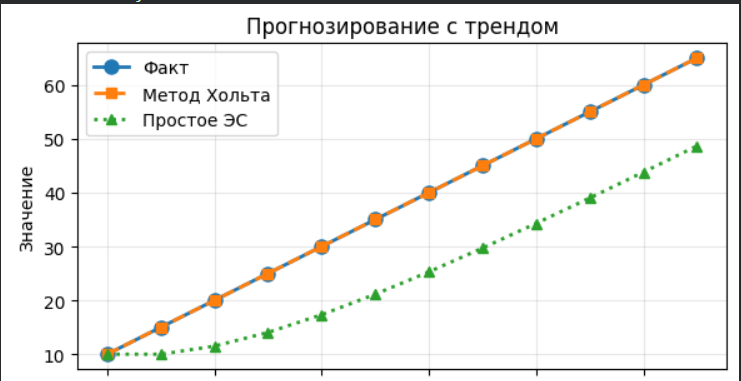 Прогнозирование с трендом
Факт
Метод Хольта
Простое ЭС
Значение
60
50
40
30
20
10